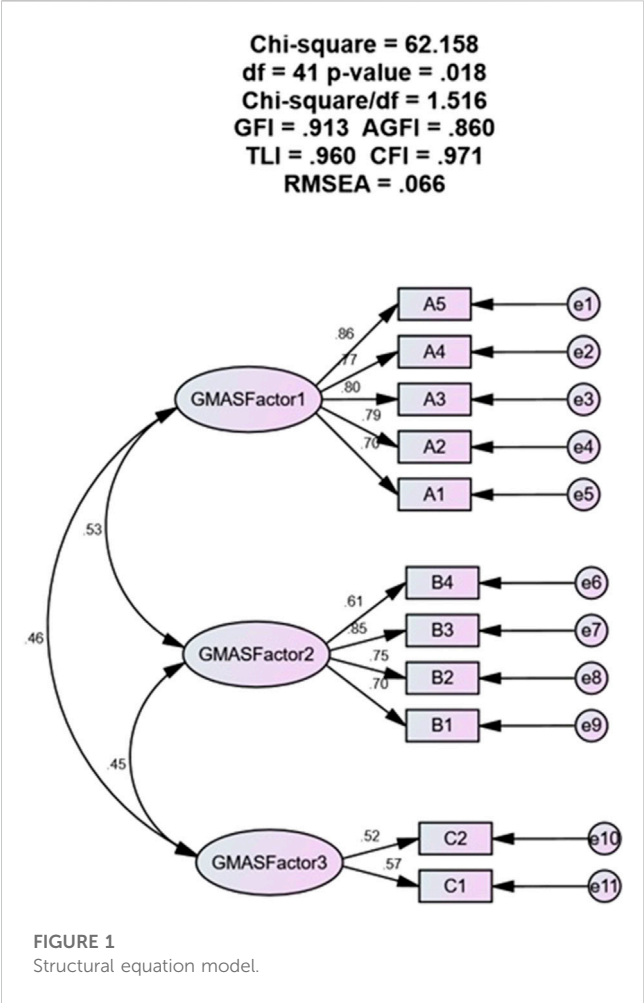 Chi-square = 62.158
df = 41 p-value = .018
Chi-square/df = 1.516
GFI = .913 AGFI = .860
TLI = .960 CFI = .971
RMSEA = .066
A5
e1
.86
A4
e2
.77
GMASFactor1
.80
A3
e3
.79
A2
e4
.70
A1
e5
.53
B4
e6
.61
.46
.85
B3
e7
GMASFactor2
.75
B2
e8
.70
B1
e9
.45
.52
C2
e10
GMASFactor3
.57
C1
e11
FIGURE 1
Structural equation model.